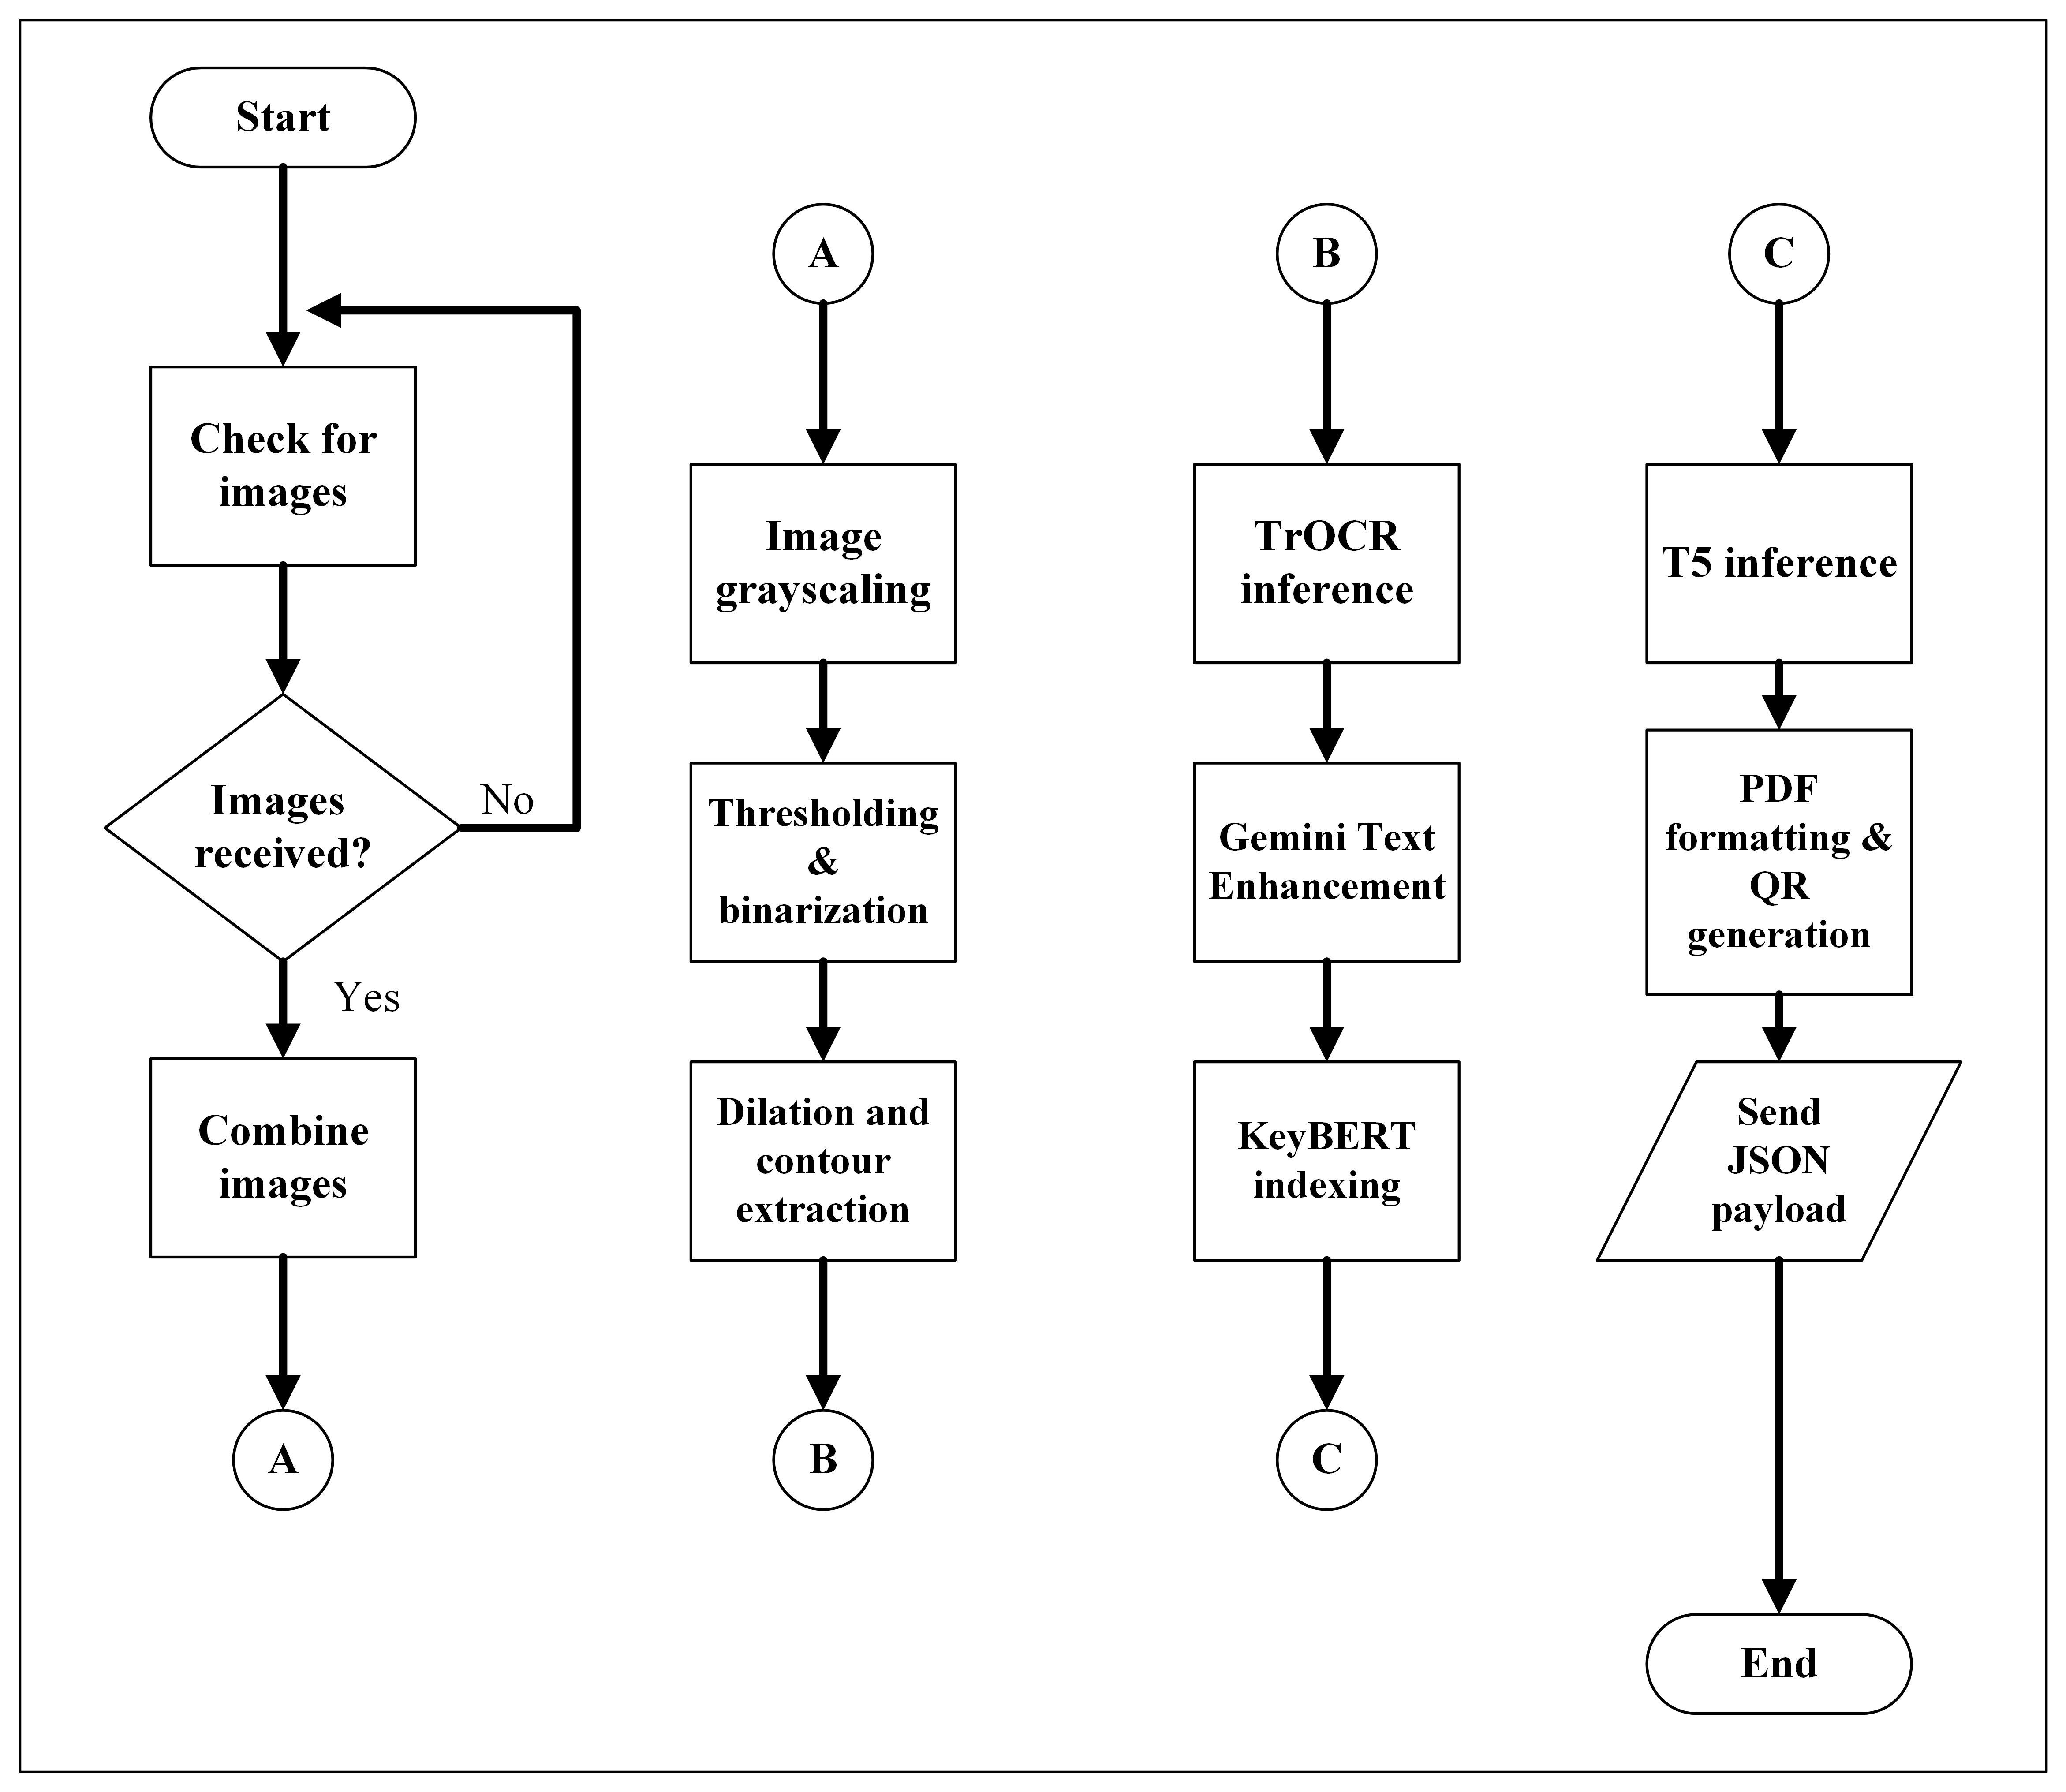 Start
Check for
images
Images
received?
No
Yes
Combine
images
A
A
Image
grayscaling
Thresholding
&
binarization
Dilation and
contour
extraction
B
B
TrOCR
inference
Gemini Text
Enhancement
KeyBERT
indexing
C
C
T5 inference
PDF
formatting &
QR
generation
Send
JSON
payload
End